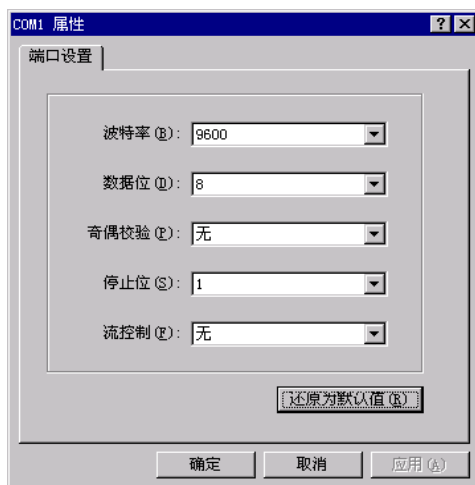 COM1 属性
端口设置
波特率(B): 9600
数据位(D): 8
奇偶校验(P): 无
停止位(S): 1
流控制(F): 无
还原为默认值(R)
确定 取消 应用(A)